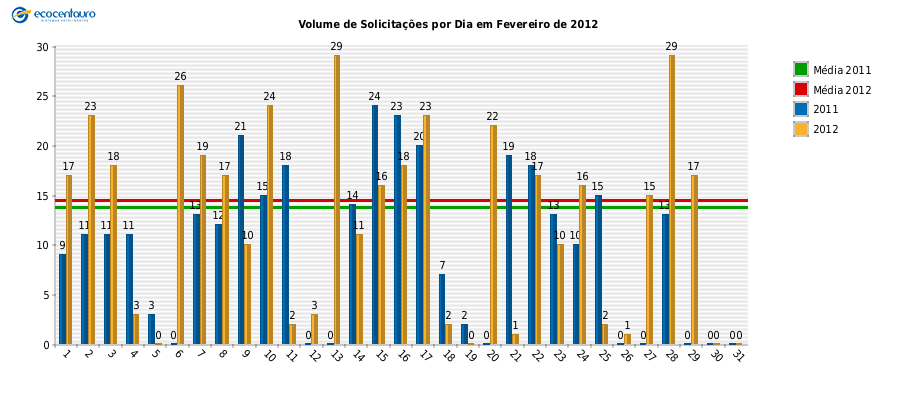 ecocentauro
Volume de Solicitações por Dia em Fevereiro de 2012
Média 2011
Média 2012
2011
2012
30
25
20
15
10
5
0
9 17 11 23 11 18 11 3 3 0 0 26 13 19 12 17 21 10 15 24 18 2 0 3 0 29 14 11 24 16 23 18 20 23 7 2 2 0 0 22 19 1 18 17 13 10 10 16 15 2 0 1 0 15 13 29 0 17 0 0 0 0
1 2 3 4 5 6 7 8 9 10 11 12 13 14 15 16 17 18 19 20 21 22 23 24 25 26 27 28 29 30 31